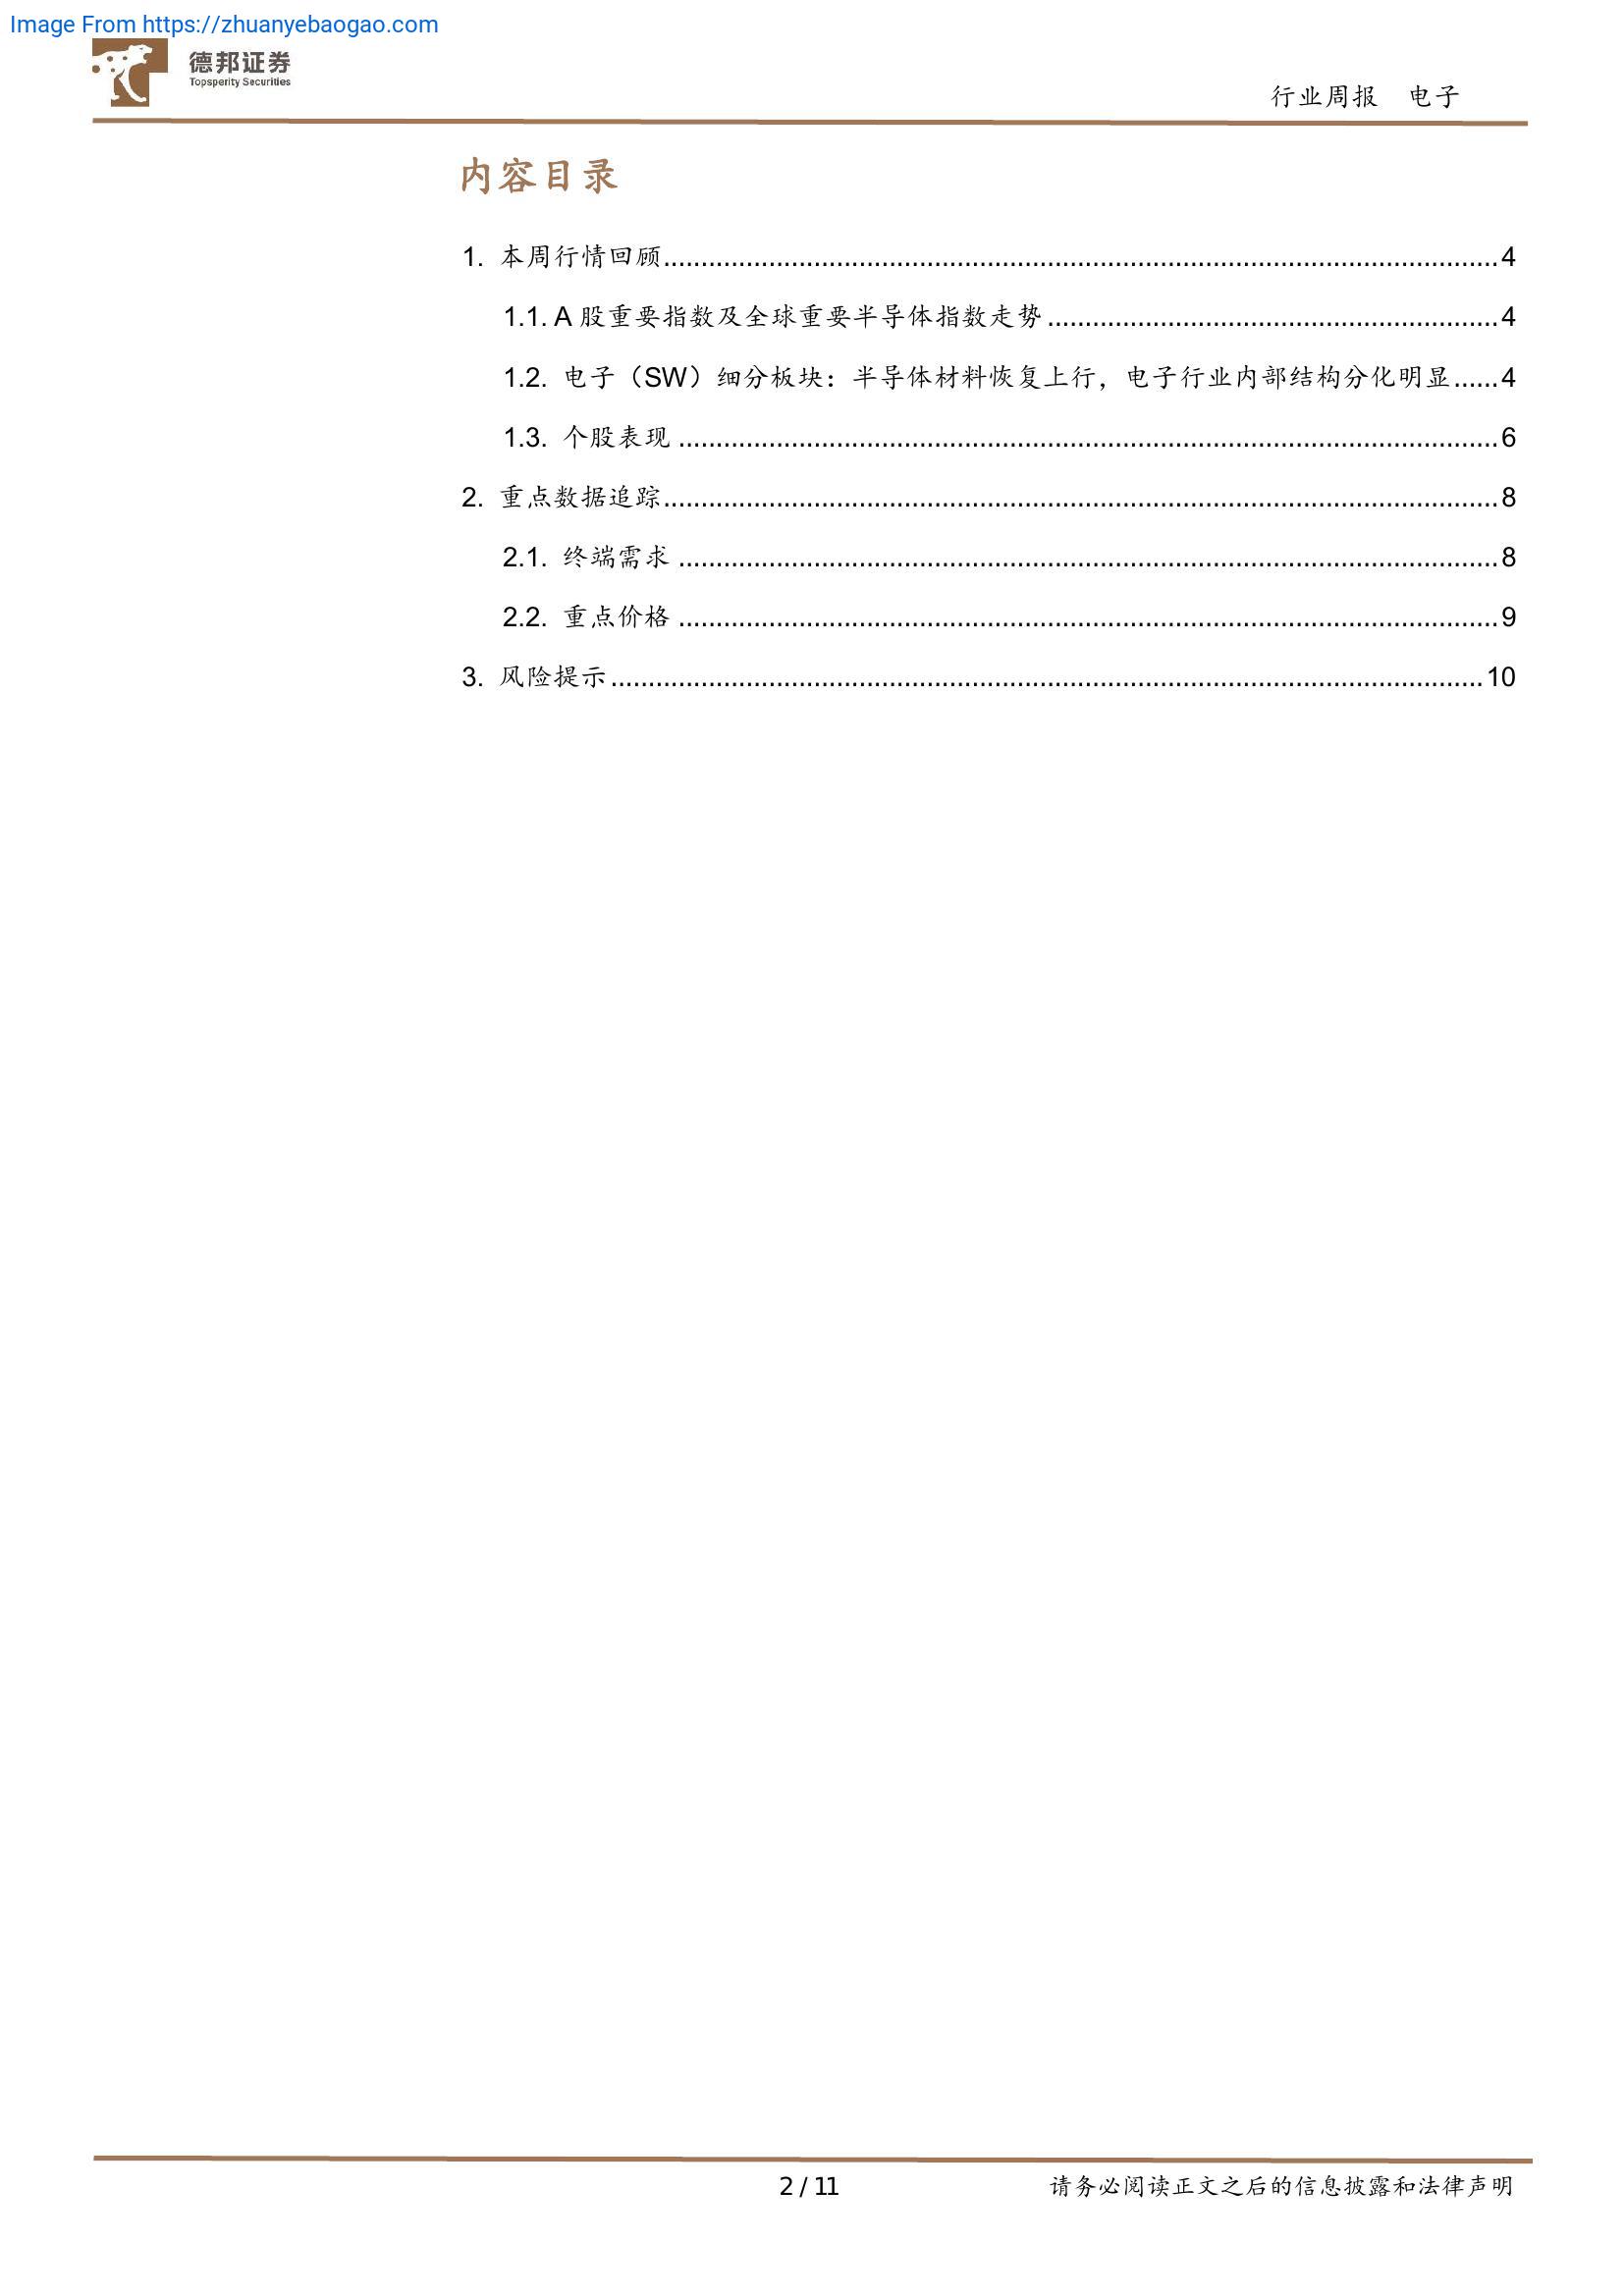 Image From https://zhuanyebaogao.com
德邦证券
Topsperity Securities
行业周报 电子
内容目录
1. 本周行情回顾................................................................................................................4
1.1. A 股重要指数及全球重要半导体指数走势.............................................................4
1.2. 电子（SW）细分板块：半导体材料恢复上行，电子行业内部结构分化明显......4
1.3. 个股表现..............................................................................................................6
2. 重点数据追踪................................................................................................................8
2.1. 终端需求..............................................................................................................8
2.2. 重点价格..............................................................................................................9
3. 风险提示.....................................................................................................................10
2 / 11
请务必阅读正文之后的信息披露和法律声明